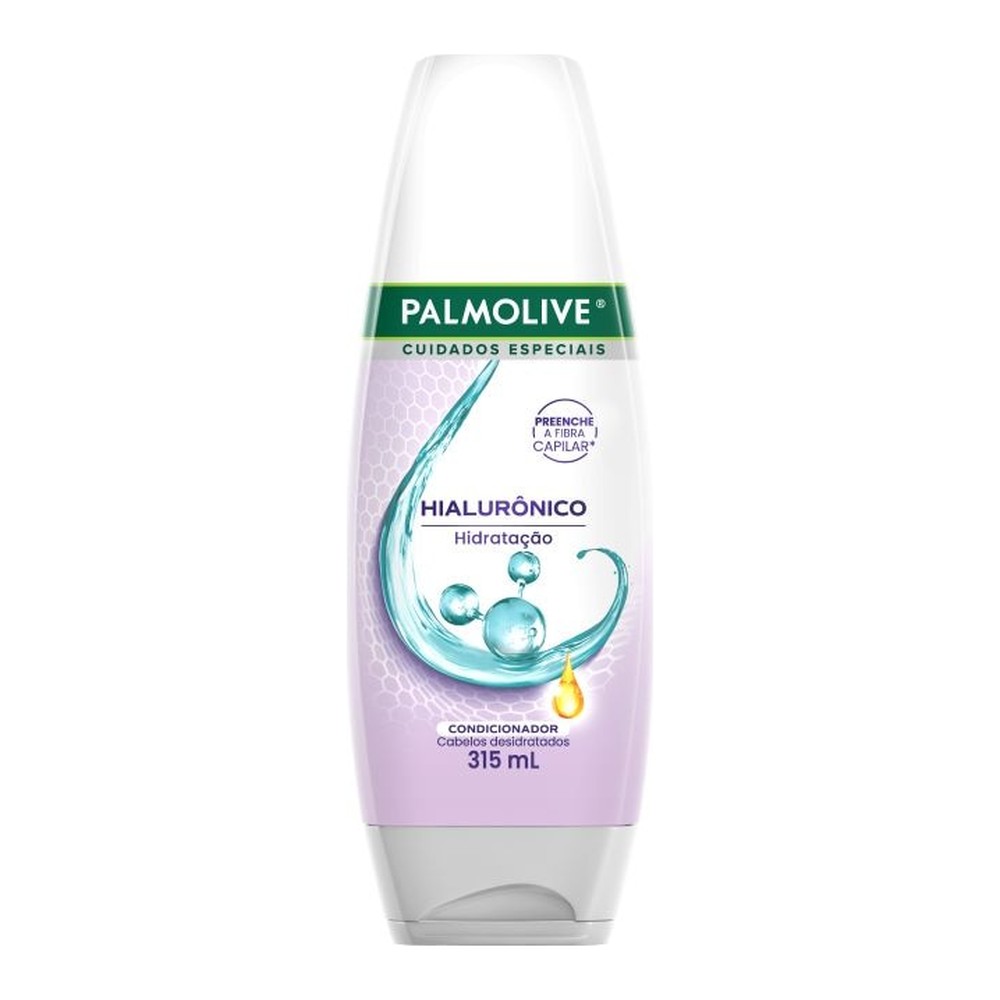 PALMOLIVE®
CUIDADOS ESPECIAIS
PREENCHE
A FIBRA
CAPILAR*
HIALURÔNICO
Hidratação
CONDICIONADOR
Cabelos desidratados
315 mL